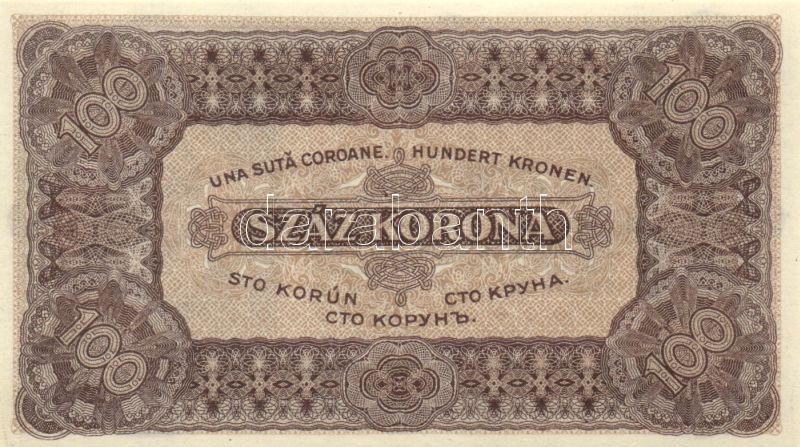 100
100
UNA SUTĂ COROANE. HUNDERT KRONEN.
SZÁZ KORONA
STO KORÚN
СТО КРУНА.
СТО КОРУНЪ.
100
100